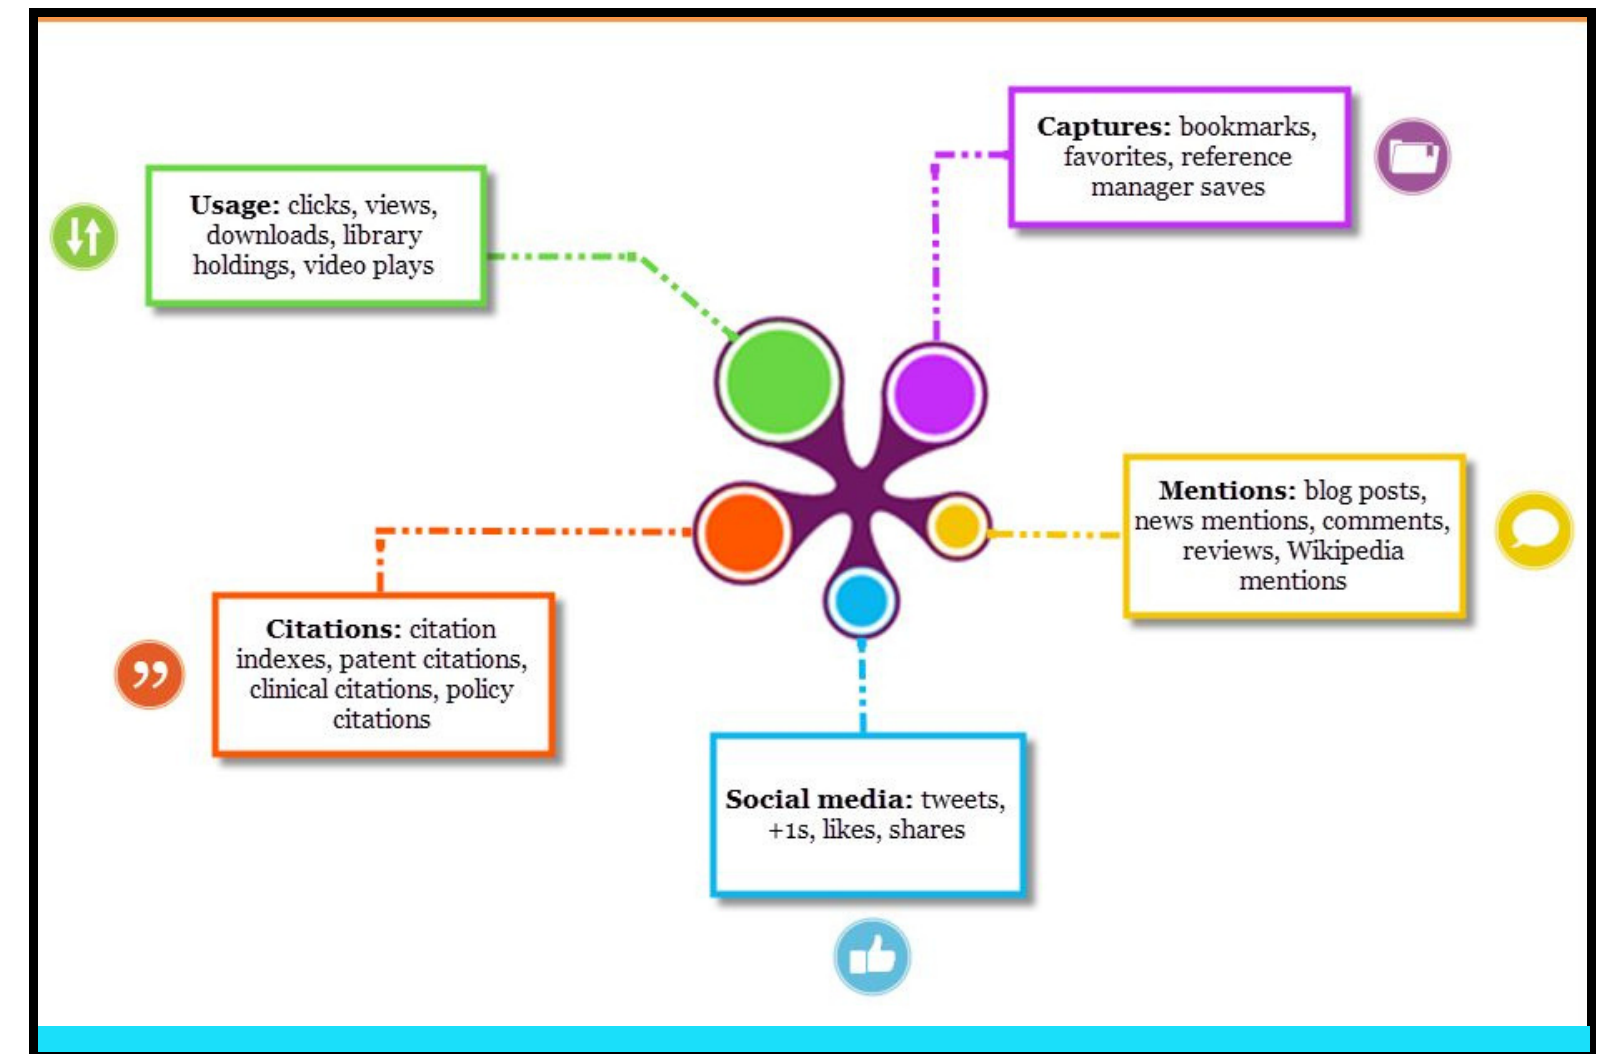 Captures: bookmarks,
favorites, reference
manager saves
Usage: clicks, views,
downloads, library
holdings, video plays
Mentions: blog posts,
news mentions, comments,
reviews, Wikipedia
mentions
Citations: citation
indexes, patent citations,
clinical citations, policy
citations
Social media: tweets,
+1s, likes, shares